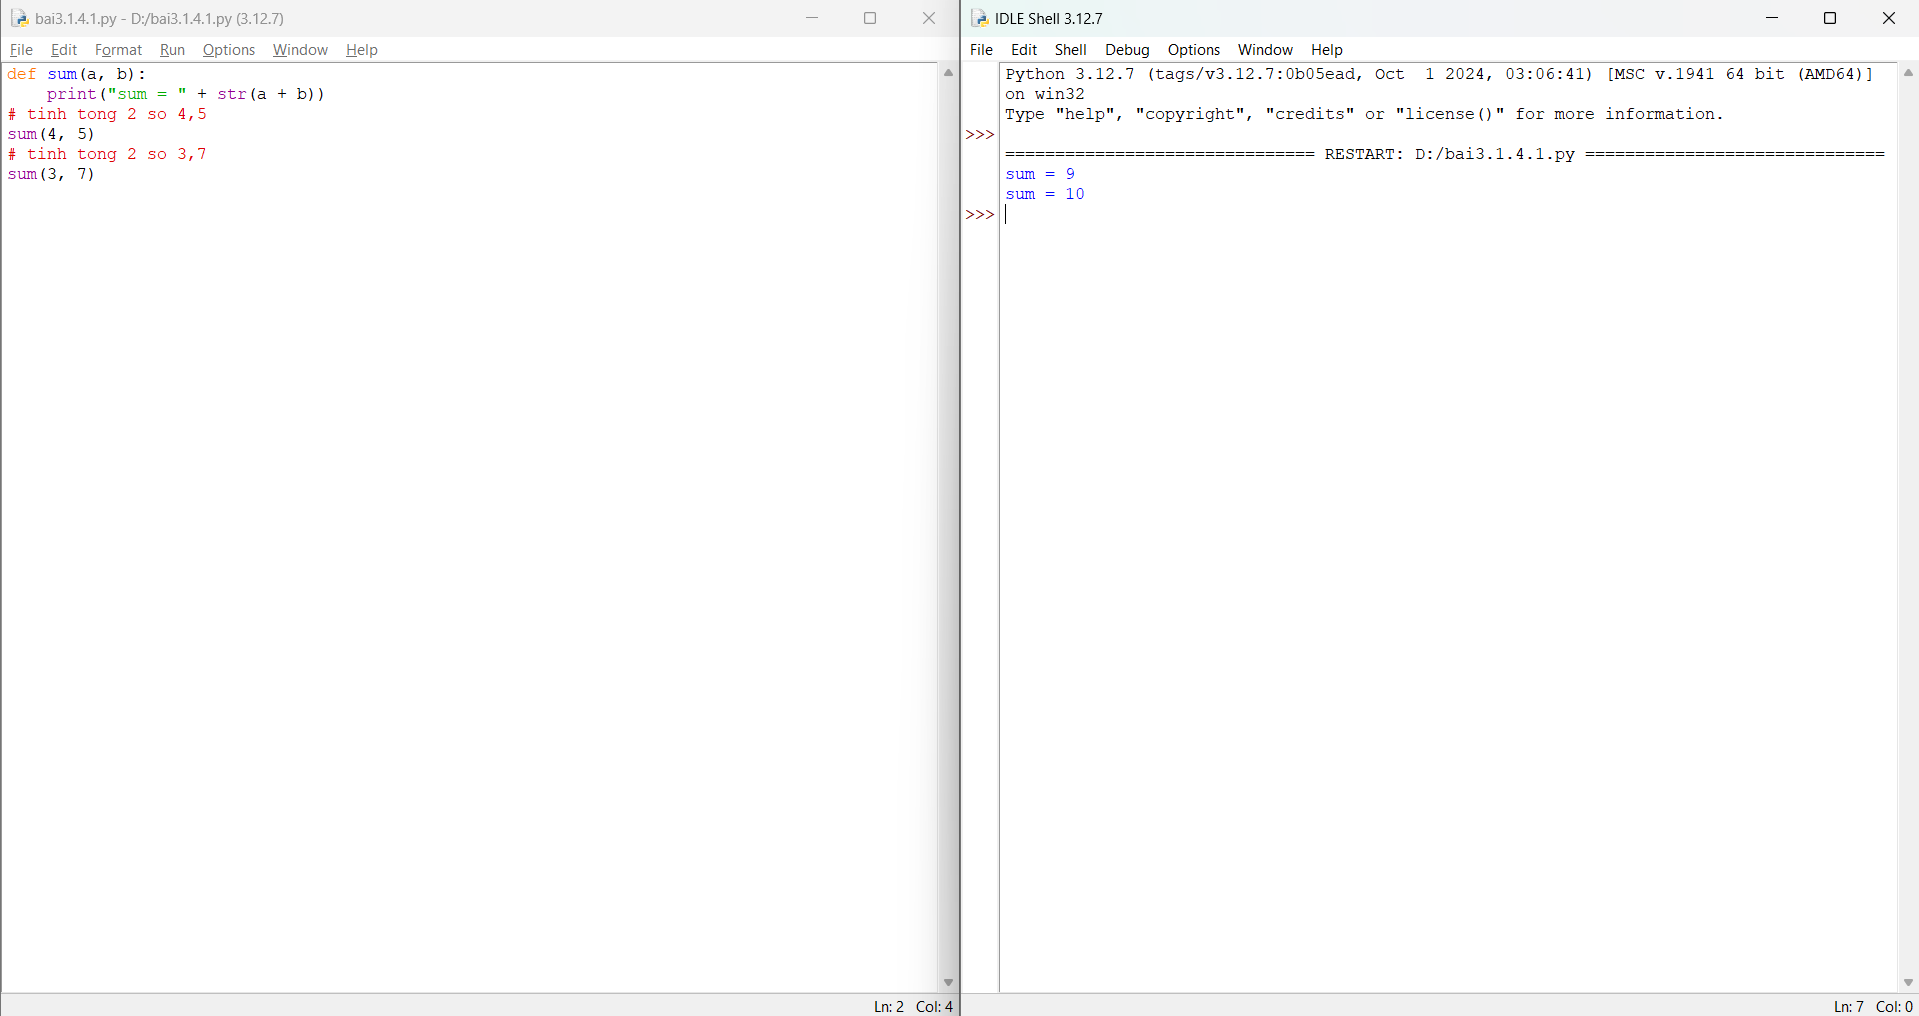 bai3.1.4.1.py - D:/bai3.1.4.1.py (3.12.7)
File Edit Format Run Options Window Help
def sum(a, b):
    print("sum = " + str(a + b))
# tinh tong 2 so 4,5
sum(4, 5)
# tinh tong 2 so 3,7
sum(3, 7)
Ln: 2 Col: 4
IDLE Shell 3.12.7
File Edit Shell Debug Options Window Help
Python 3.12.7 (tags/v3.12.7:0b05ead, Oct  1 2024, 03:06:41) [MSC v.1941 64 bit (AMD64)]
on win32
Type "help", "copyright", "credits" or "license()" for more information.
>>>
=============================== RESTART: D:/bai3.1.4.1.py ==============================
sum = 9
sum = 10
>>>
Ln: 7 Col: 0